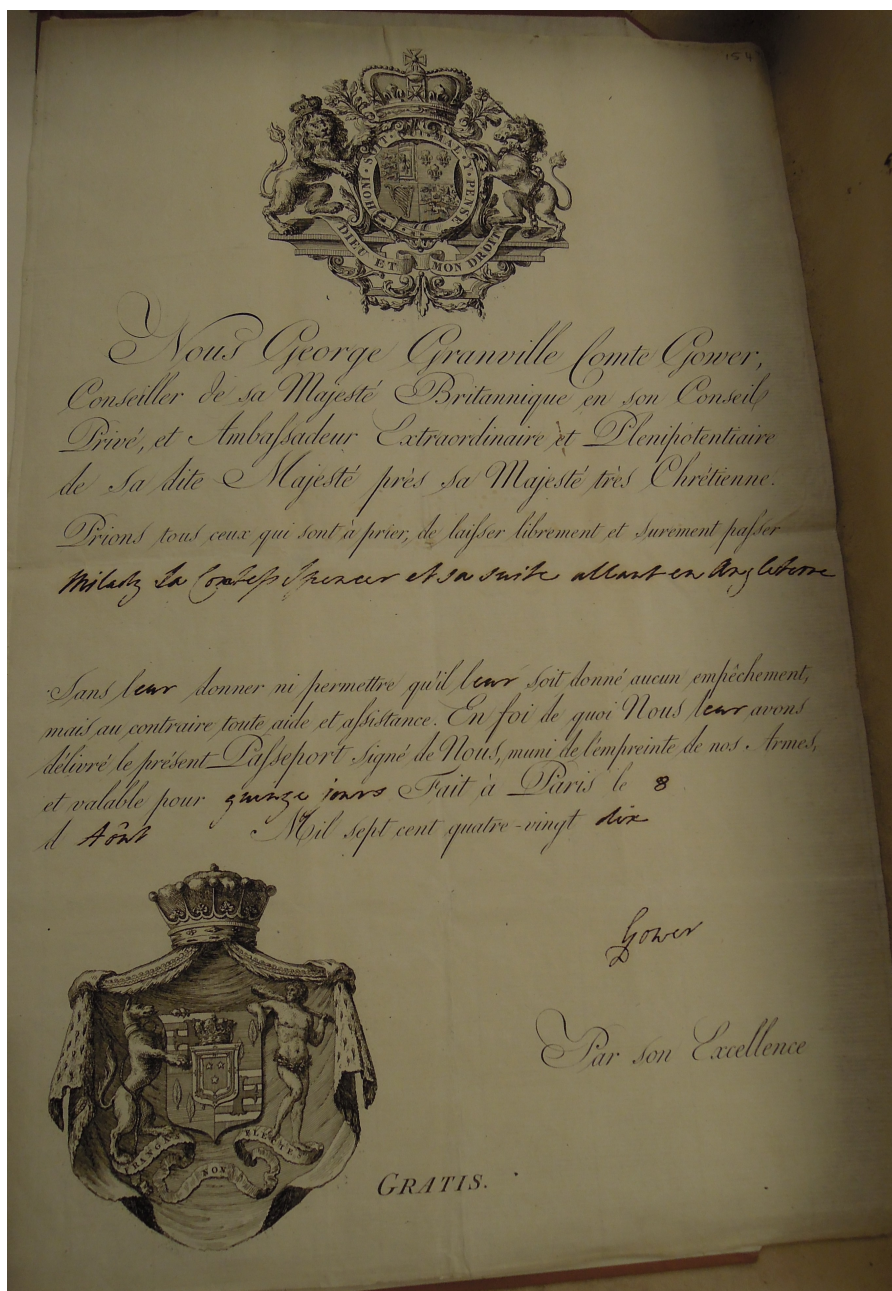 154
HONI · SOIT · MAL · Y · PENSE
DIEU ET MON DROIT
Nous George Granville Comte Gower,
Conseiller de sa Majesté Britannique en son Conseil
Privé, et Ambaſsadeur Extraordinaire et Plenipotentiaire
de Sa dite Majesté près sa Majesté très Chrétienne.
Prions tous ceux qui sont à prier, de laiſser librement et surement paſser
Milady La Comteſs Spencer et sa suite allant en Angleterre
Sans leur donner ni permettre qu'il leur soit donné aucun empêchement,
mais au contraire toute aide et aſsistance. En foi de quoi Nous leur avons
délivré le présent Paſseport signé de Nous, muni de l'empreinte de nos Armes,
et valable pour quinze jours Fait à Paris le 8
d Aôut Mil sept cent quatre-vingt dix
Gower
Par son Excellence
FRANGAS NON FLECTES
GRATIS.